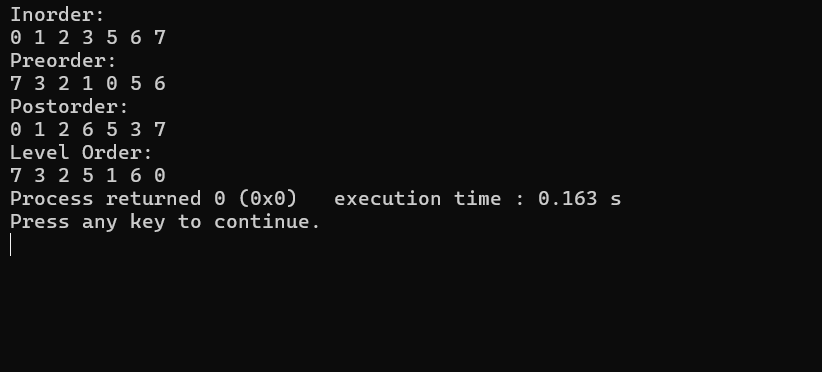 Inorder:
0 1 2 3 5 6 7
Preorder:
7 3 2 1 0 5 6
Postorder:
0 1 2 6 5 3 7
Level Order:
7 3 2 5 1 6 0
Process returned 0 (0x0)   execution time : 0.163 s
Press any key to continue.